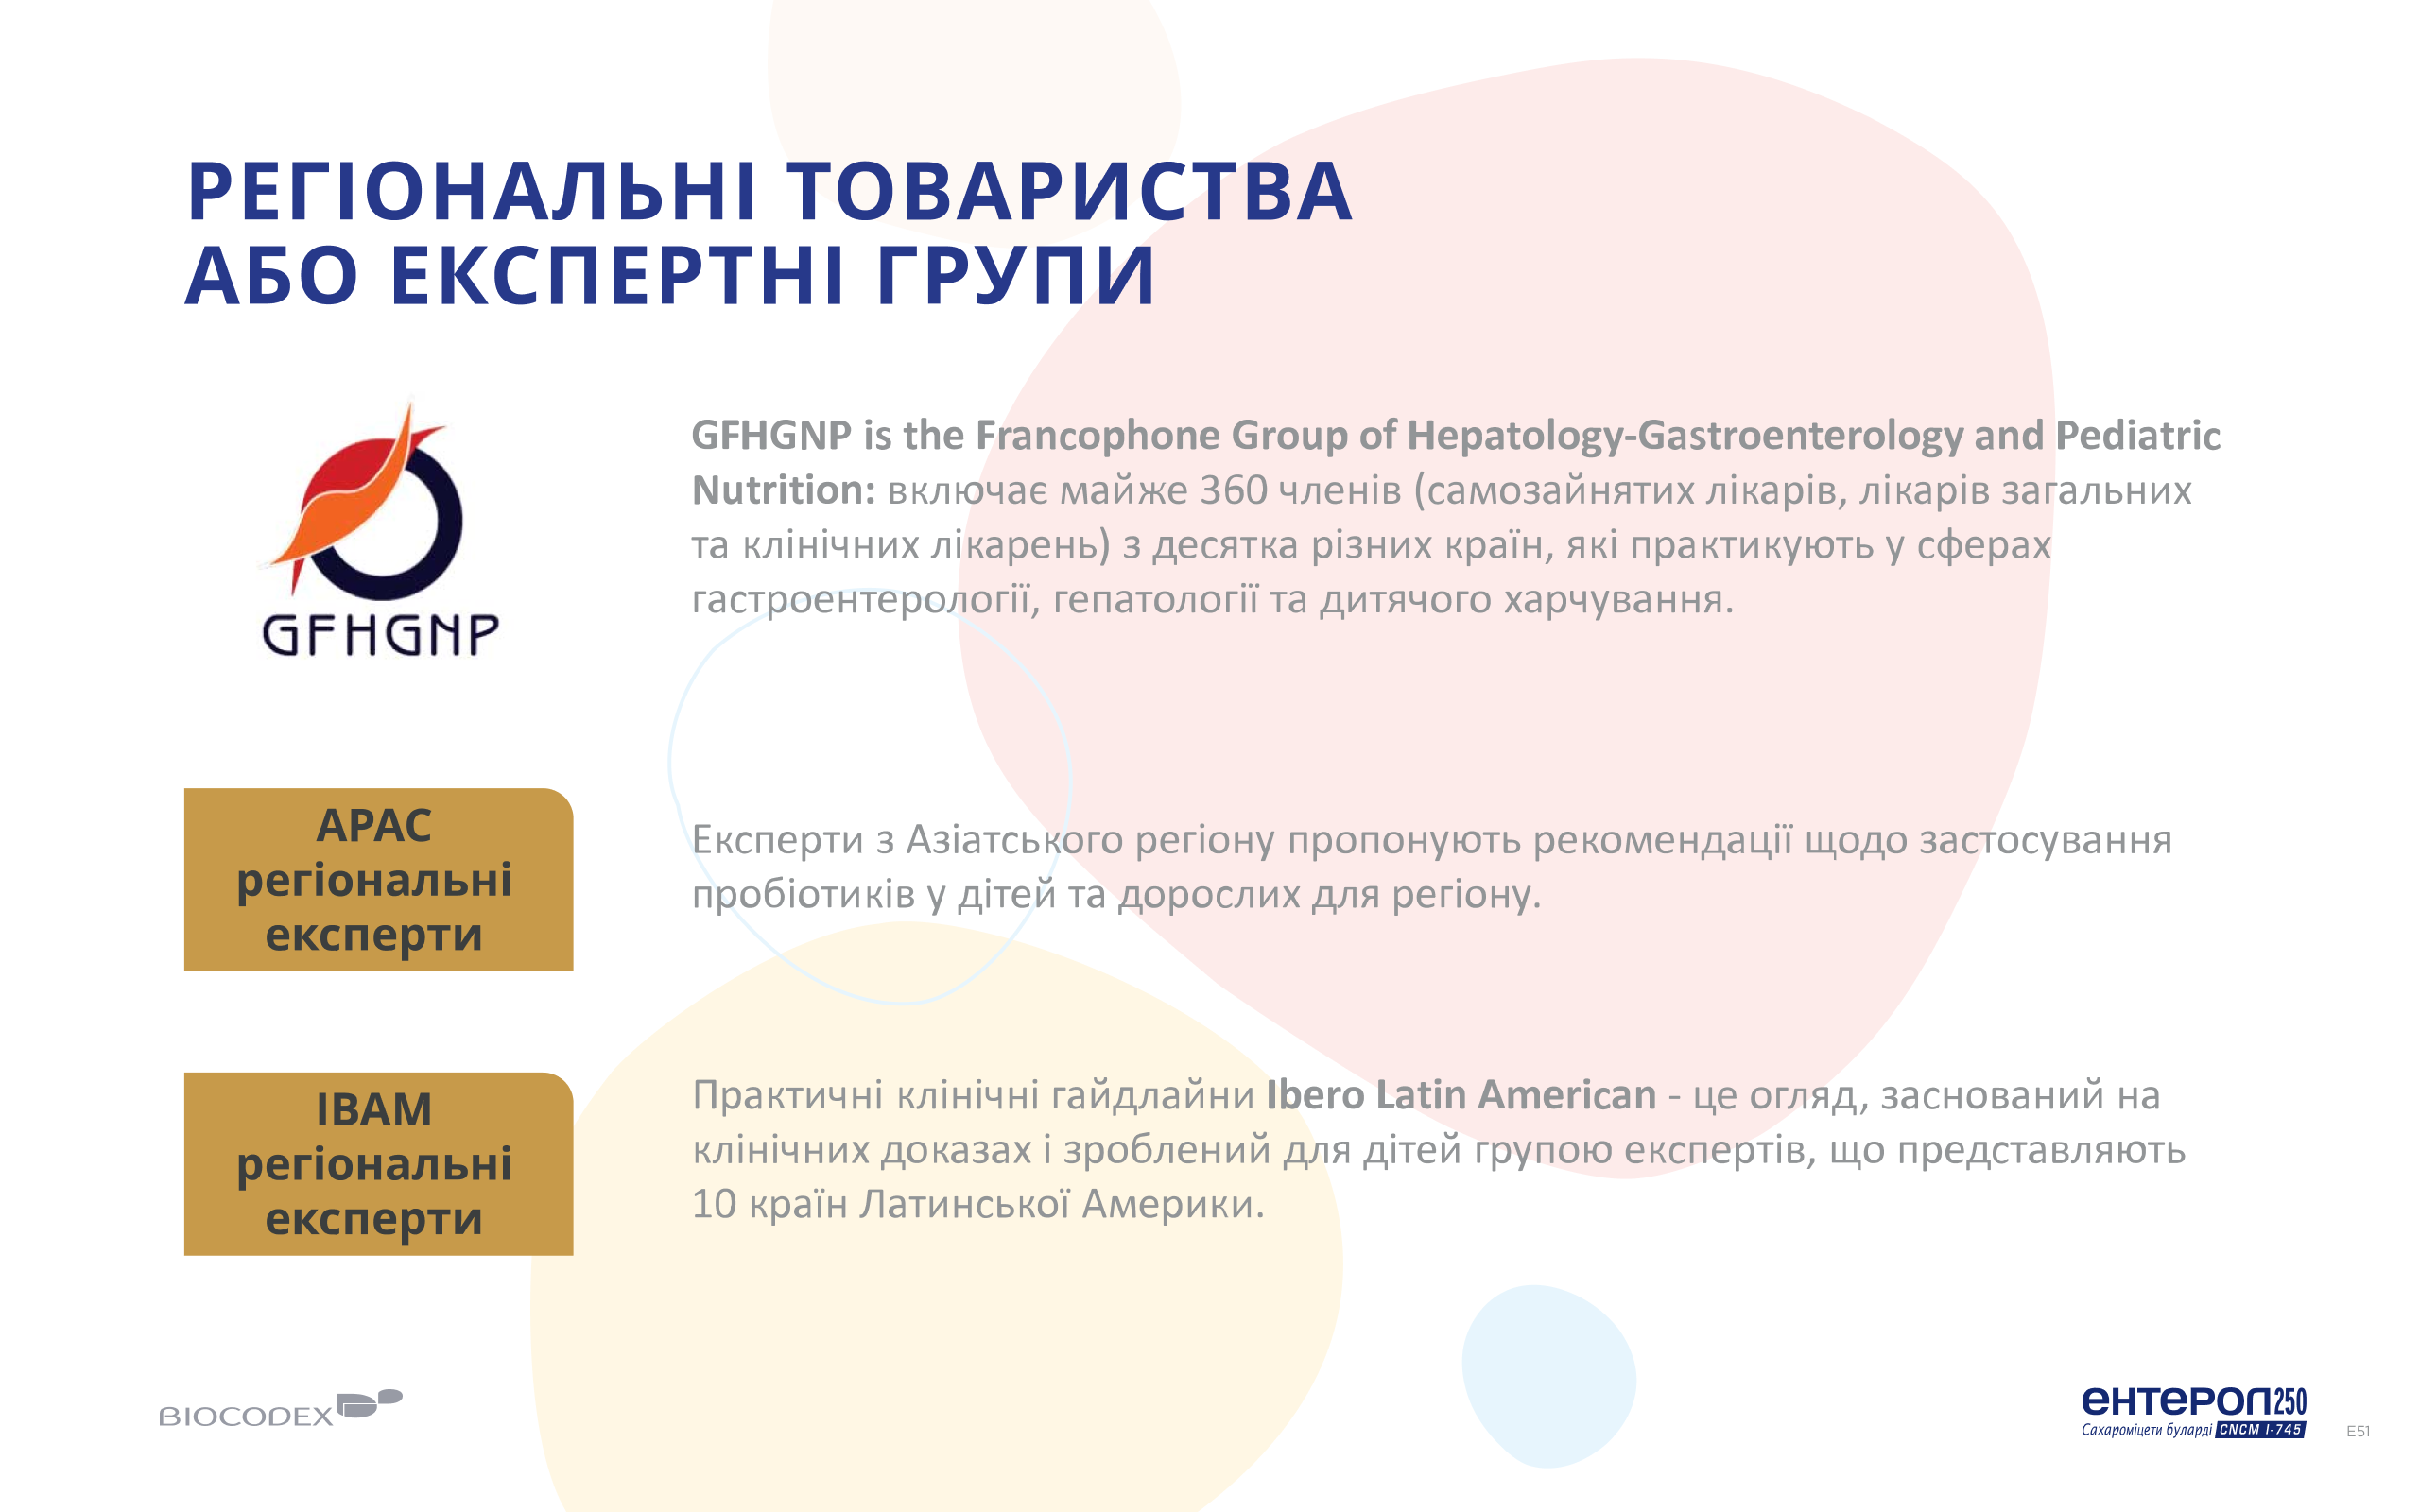 РЕГІОНАЛЬНІ ТОВАРИСТВА
АБО ЕКСПЕРТНІ ГРУПИ
GFHGNP
GFHGNP is the Francophone Group of Hepatology-Gastroenterology and Pediatric
Nutrition: включає майже 360 членів (самозайнятих лікарів, лікарів загальних
та клінічних лікарень) з десятка різних країн, які практикують у сферах
гастроентерології, гепатології та дитячого харчування.
APAC
регіональні
експерти
Експерти з Азіатського регіону пропонують рекомендації щодо застосування
пробіотиків у дітей та дорослих для регіону.
IBAM
регіональні
експерти
Практичні клінічні гайдлайни Ibero Latin American - це огляд, заснований на
клінічних доказах і зроблений для дітей групою експертів, що представляють
10 країн Латинської Америки.
BIOCODEX
ентерол 250
Сахароміцети буларді CNCM I-745
E51